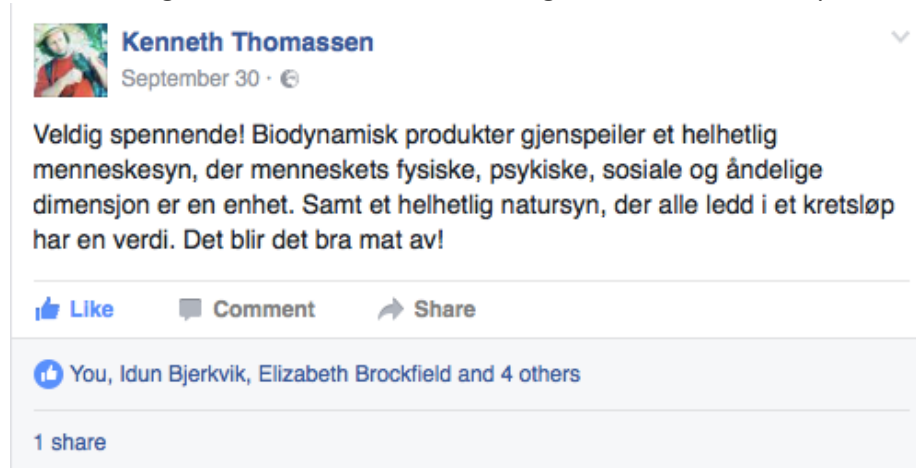 Kenneth Thomassen
September 30 ·
Veldig spennende! Biodynamisk produkter gjenspeiler et helhetlig
menneskesyn, der menneskets fysiske, psykiske, sosiale og åndelige
dimensjon er en enhet. Samt et helhetlig natursyn, der alle ledd i et kretsløp
har en verdi. Det blir det bra mat av!
Like Comment Share
You, Idun Bjerkvik, Elizabeth Brockfield and 4 others
1 share